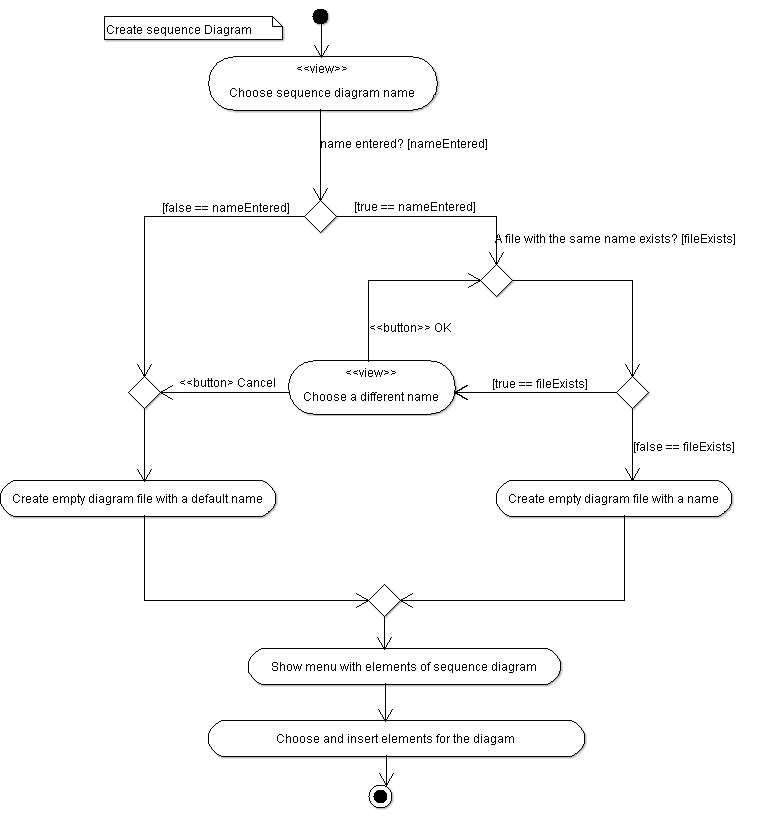 Create sequence Diagram
<<view>>
Choose sequence diagram name
name entered? [nameEntered]
[false == nameEntered]
[true == nameEntered]
A file with the same name exists? [fileExists]
<<button>> OK
<<view>>
Choose a different name
<<button> Cancel
[true == fileExists]
[false == fileExists]
Create empty diagram file with a default name
Create empty diagram file with a name
Show menu with elements of sequence diagram
Choose and insert elements for the diagam